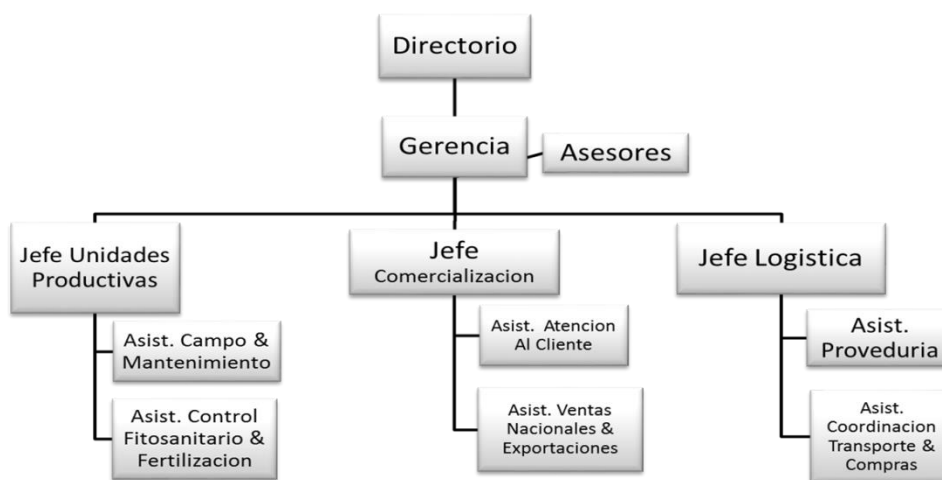 Directorio
Gerencia
Asesores
Jefe Unidades
Productivas
Jefe
Comercializacion
Jefe Logistica
Asist. Campo &
Mantenimiento
Asist. Control
Fitosanitario &
Fertilizacion
Asist. Atencion
Al Cliente
Asist. Ventas
Nacionales &
Exportaciones
Asist.
Proveduria
Asist.
Coordinacion
Transporte &
Compras